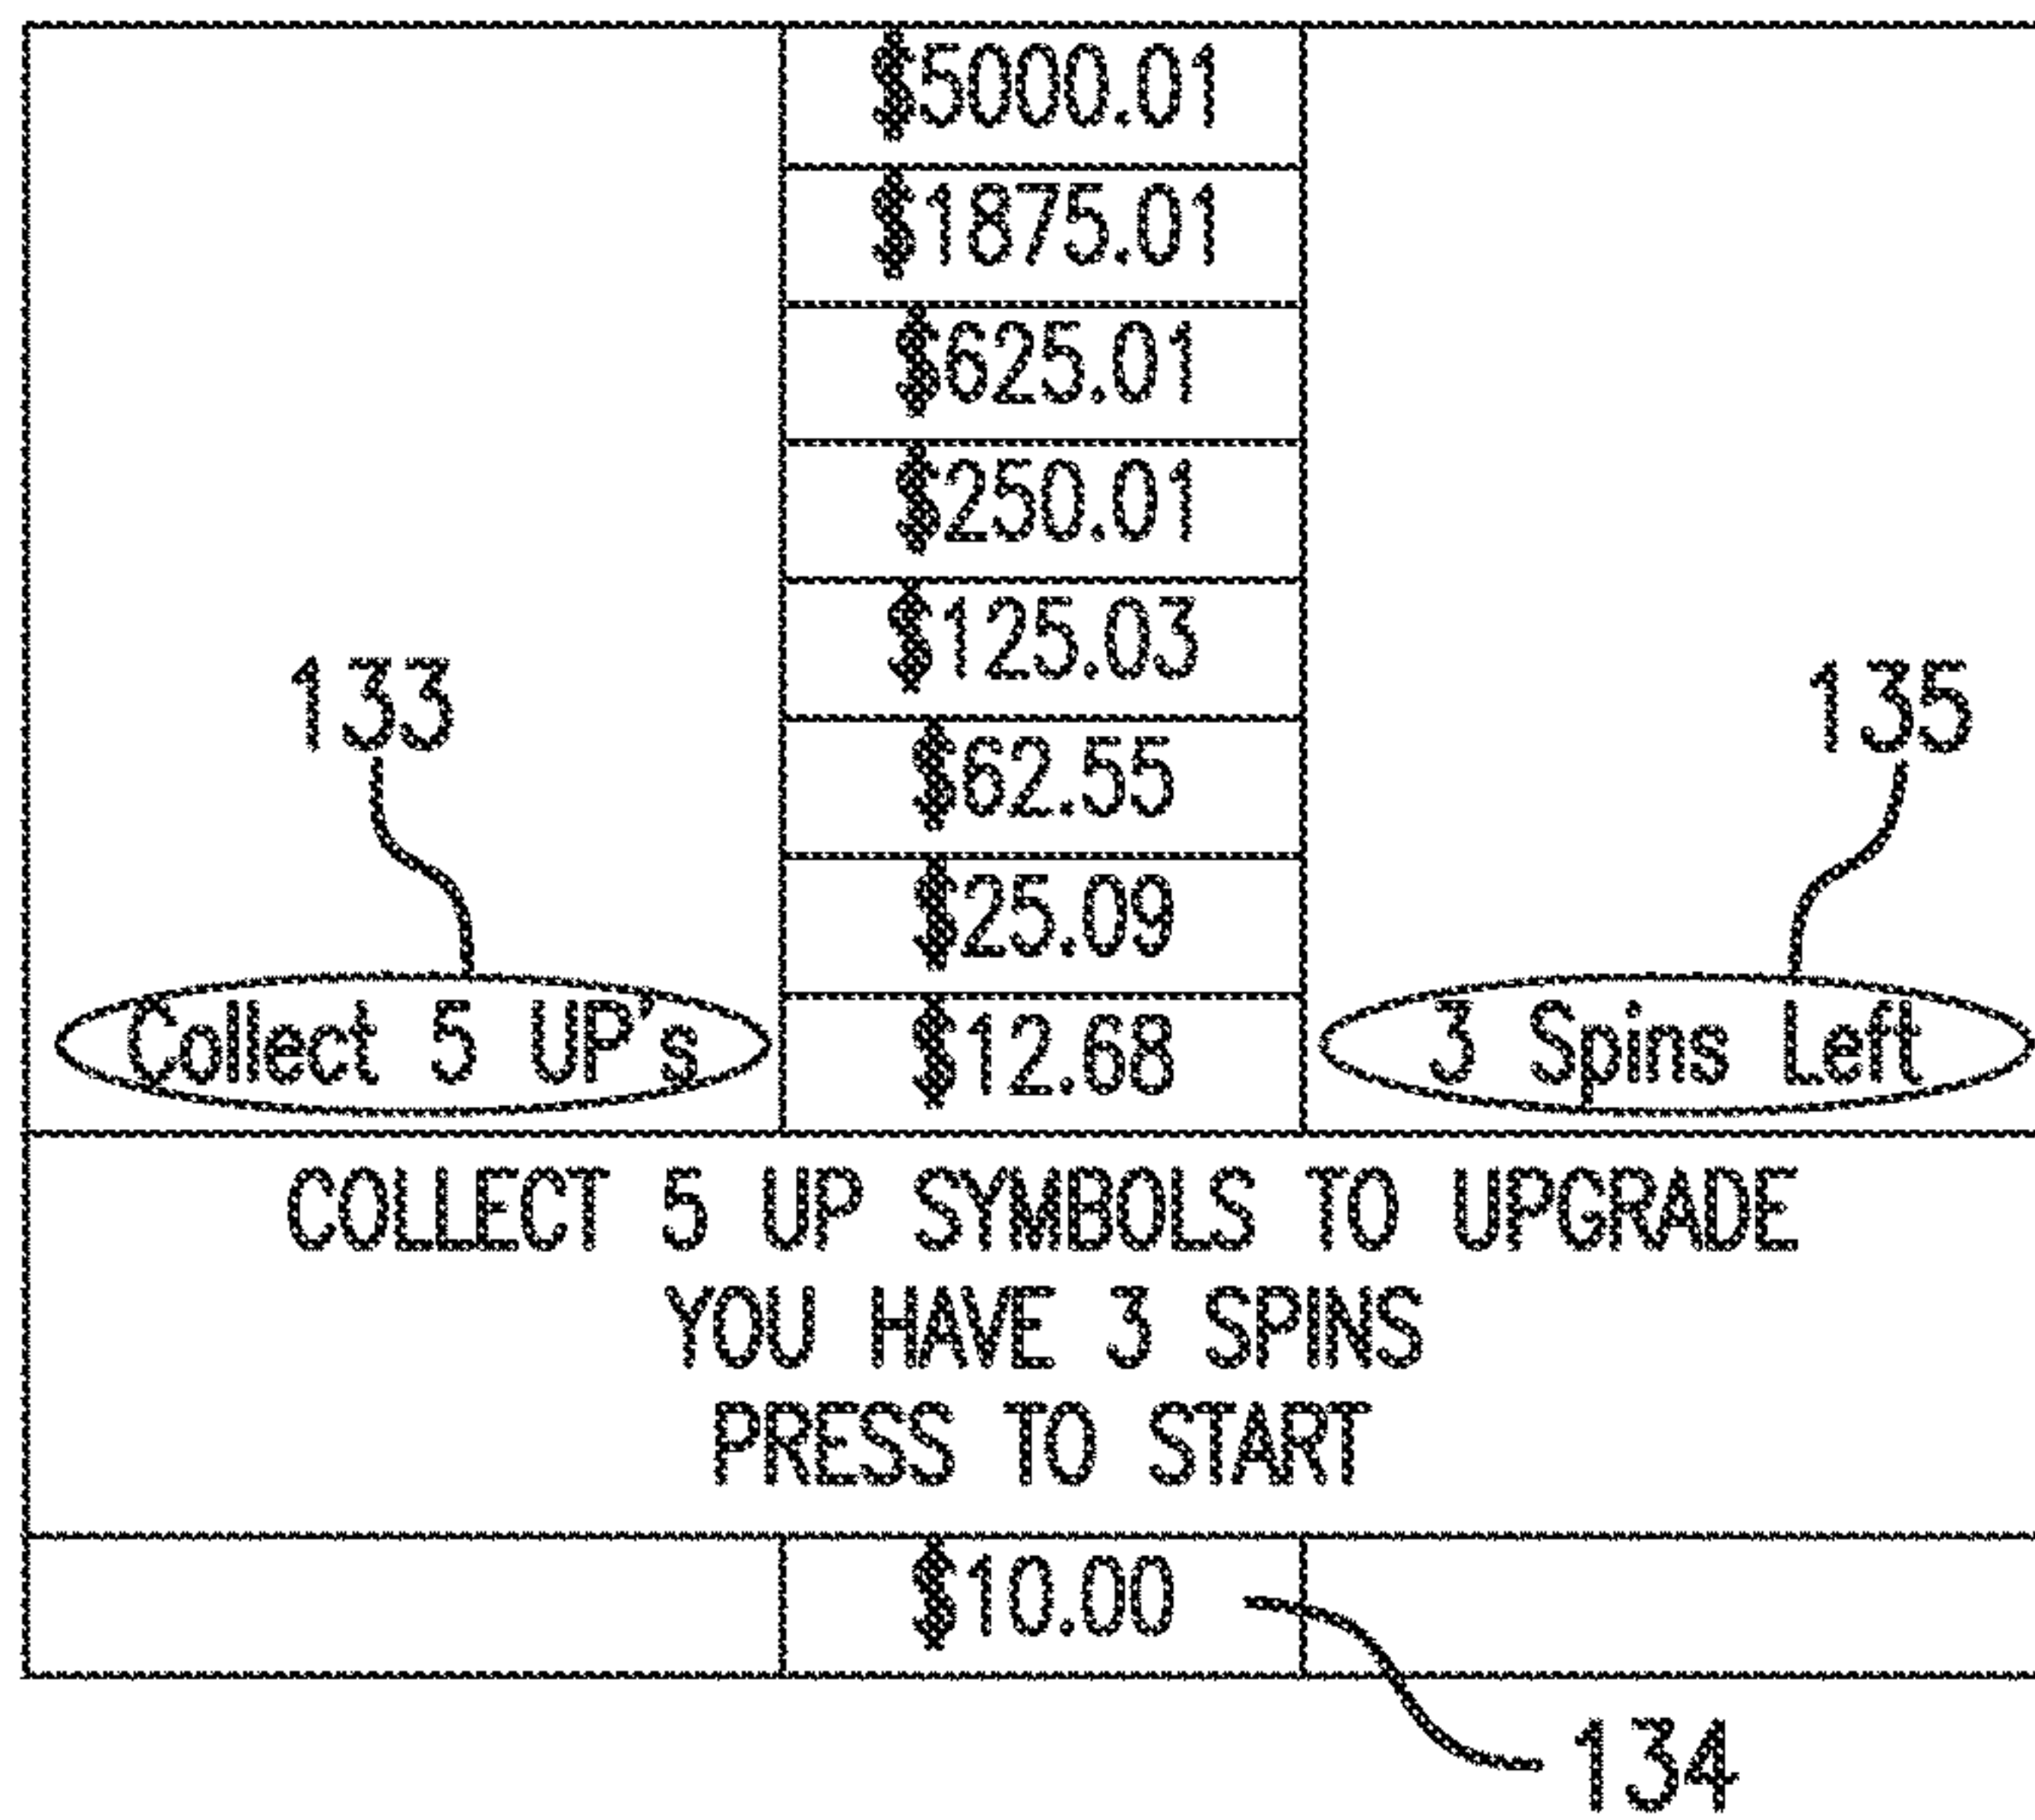 $5000.01
$1875.01
$625.01
$250.01
$125.03
133
135
$62.55
$25.09
Collect 5 UP's
$12.68
3 Spins Left
COLLECT 5 UP SYMBOLS TO UPGRADE
YOU HAVE 3 SPINS
PRESS TO START
$10.00
134